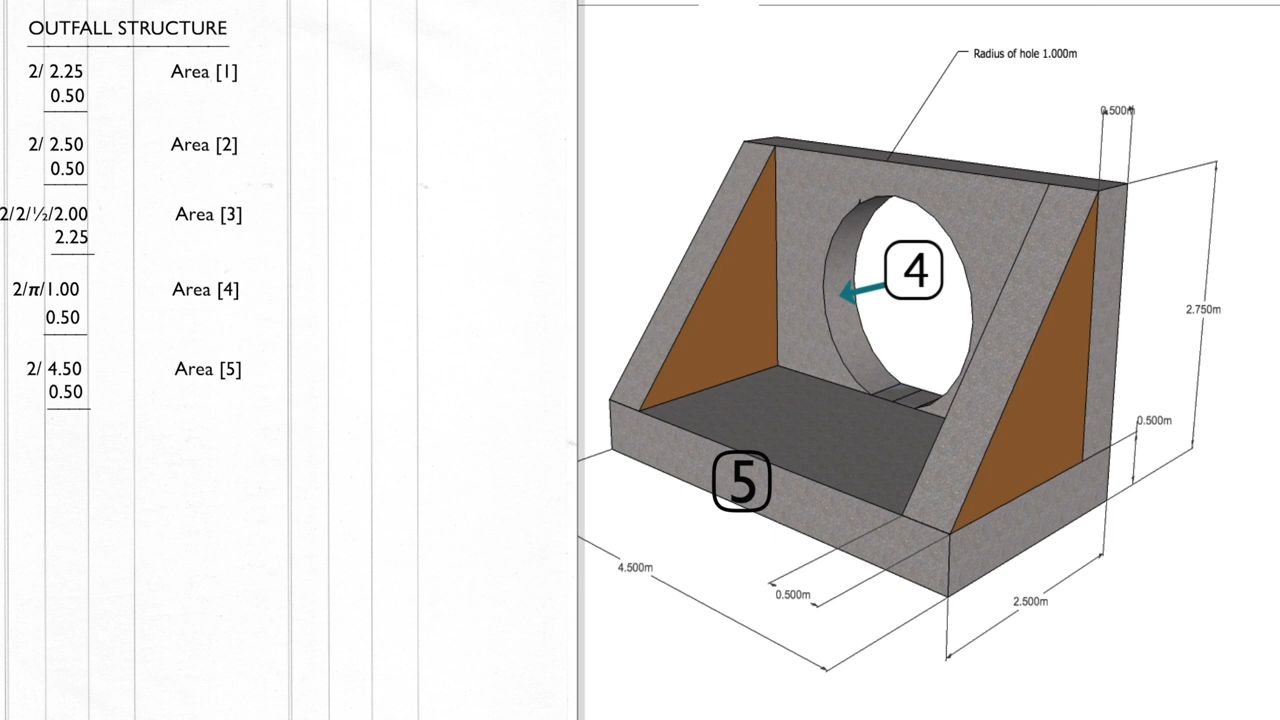 OUTFALL STRUCTURE
2/ 2.25 Area [1]
0.50
2/ 2.50 Area [2]
0.50
2/2/½/2.00 Area [3]
2.25
2/π/1.00 Area [4]
0.50
2/ 4.50 Area [5]
0.50
Radius of hole 1.000m
0.500m
4
2.750m
0.500m
5
4.500m
0.500m
2.500m